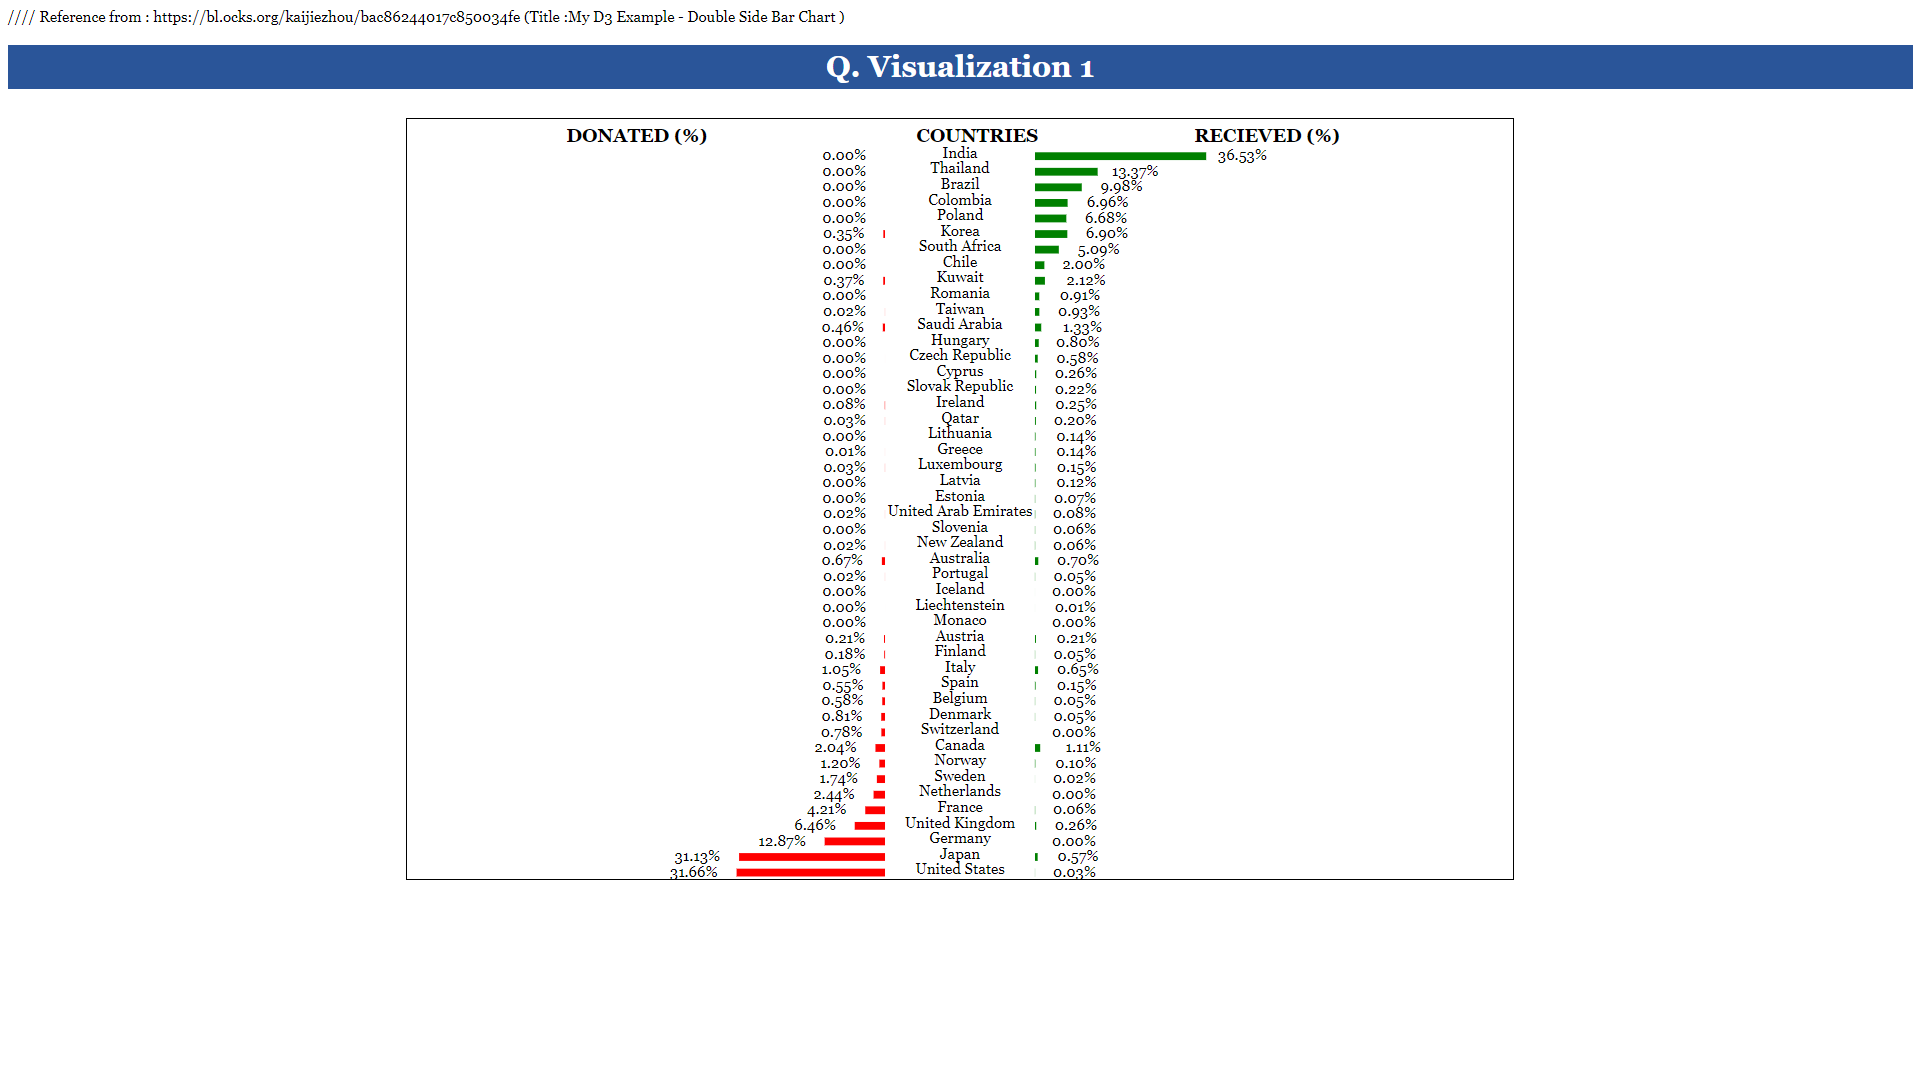 //// Reference from : https://bl.ocks.org/kaijiezhou/bac86244017c850034fe (Title :My D3 Example - Double Side Bar Chart )
Q. Visualization 1
DONATED (%) COUNTRIES RECIEVED (%)
0.00% India 36.53%
0.00% Thailand 13.37%
0.00% Brazil 9.98%
0.00% Colombia 6.96%
0.00% Poland 6.68%
0.35% Korea 6.90%
0.00% South Africa 5.09%
0.00% Chile 2.00%
0.37% Kuwait 2.12%
0.00% Romania 0.91%
0.02% Taiwan 0.93%
0.46% Saudi Arabia 1.33%
0.00% Hungary 0.80%
0.00% Czech Republic 0.58%
0.00% Cyprus 0.26%
0.00% Slovak Republic 0.22%
0.08% Ireland 0.25%
0.03% Qatar 0.20%
0.00% Lithuania 0.14%
0.01% Greece 0.14%
0.03% Luxembourg 0.15%
0.00% Latvia 0.12%
0.00% Estonia 0.07%
0.02% United Arab Emirates 0.08%
0.00% Slovenia 0.06%
0.02% New Zealand 0.06%
0.67% Australia 0.70%
0.02% Portugal 0.05%
0.00% Iceland 0.00%
0.00% Liechtenstein 0.01%
0.00% Monaco 0.00%
0.21% Austria 0.21%
0.18% Finland 0.05%
1.05% Italy 0.65%
0.55% Spain 0.15%
0.58% Belgium 0.05%
0.81% Denmark 0.05%
0.78% Switzerland 0.00%
2.04% Canada 1.11%
1.20% Norway 0.10%
1.74% Sweden 0.02%
2.44% Netherlands 0.00%
4.21% France 0.06%
6.46% United Kingdom 0.26%
12.87% Germany 0.00%
31.13% Japan 0.57%
31.66% United States 0.03%